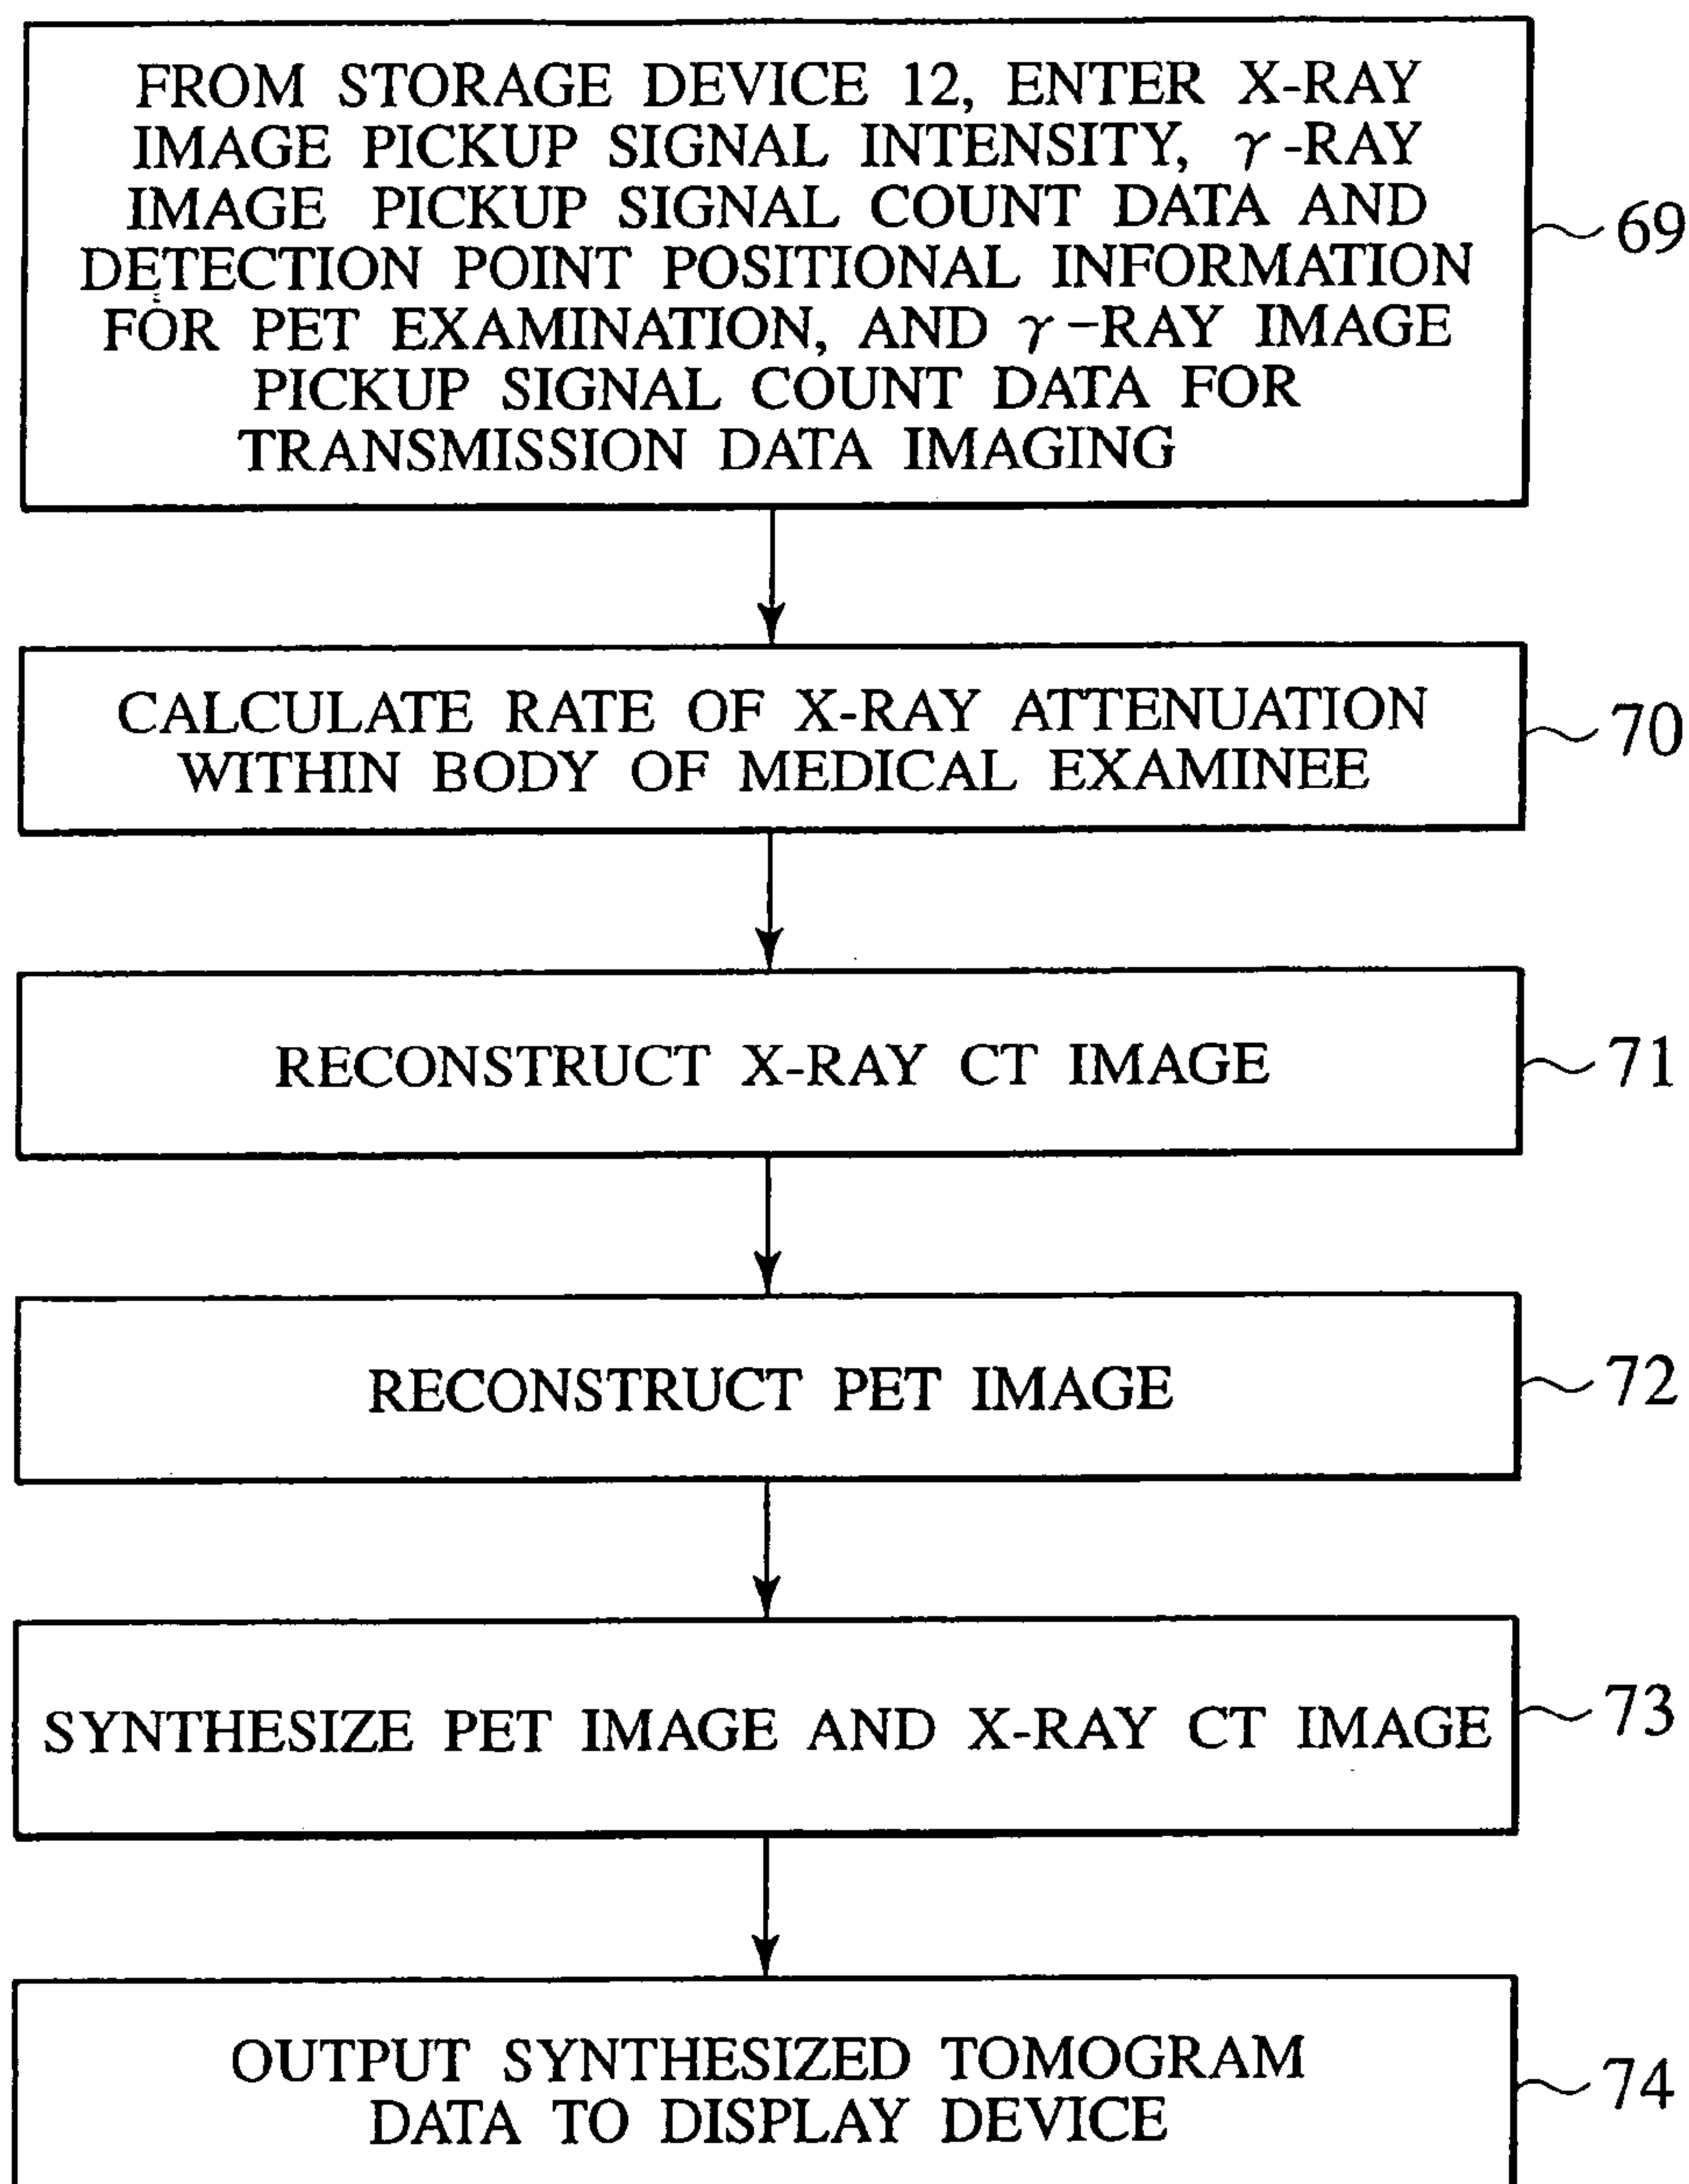 FROM STORAGE DEVICE 12, ENTER X-RAY
IMAGE PICKUP SIGNAL INTENSITY, γ-RAY
IMAGE PICKUP SIGNAL COUNT DATA AND
DETECTION POINT POSITIONAL INFORMATION
FOR PET EXAMINATION, AND γ-RAY IMAGE
PICKUP SIGNAL COUNT DATA FOR
TRANSMISSION DATA IMAGING
69
CALCULATE RATE OF X-RAY ATTENUATION
WITHIN BODY OF MEDICAL EXAMINEE
70
RECONSTRUCT X-RAY CT IMAGE
71
RECONSTRUCT PET IMAGE
72
SYNTHESIZE PET IMAGE AND X-RAY CT IMAGE
73
OUTPUT SYNTHESIZED TOMOGRAM
DATA TO DISPLAY DEVICE
74